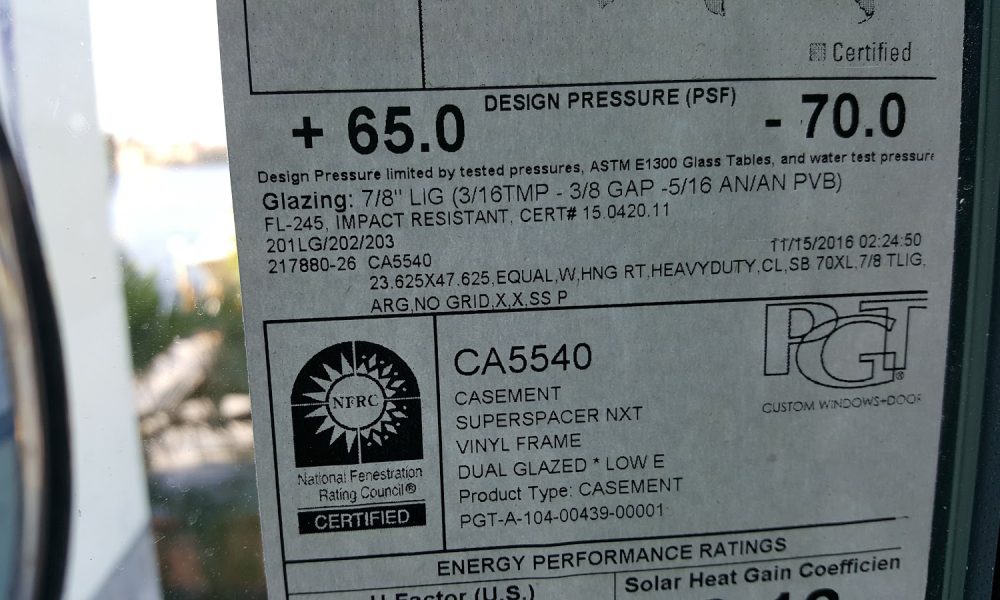 Certified
DESIGN PRESSURE (PSF)
+ 65.0
- 70.0
Design Pressure limited by tested pressures, ASTM E1300 Glass Tables, and water test pressure
Glazing: 7/8" LIG (3/16TMP - 3/8 GAP -5/16 AN/AN PVB)
FL-245, IMPACT RESISTANT, CERT# 15.0420.11
201LG/202/203
11/15/2016 02:24:50
217880-26 CA5540
23.625X47.625,EQUAL,W,HNG RT,HEAVYDUTY,CL,SB 70XL,7/8 TLIG,
ARG,NO GRID,X,X,SS P
NFRC
National Fenestration
Rating Council®
CERTIFIED
CA5540
CASEMENT
SUPERSPACER NXT
VINYL FRAME
DUAL GLAZED * LOW E
Product Type: CASEMENT
PGT-A-104-00439-00001
PGT®
CUSTOM WINDOWS+DOOR
ENERGY PERFORMANCE RATINGS
U-Factor (U.S.)
Solar Heat Gain Coefficien